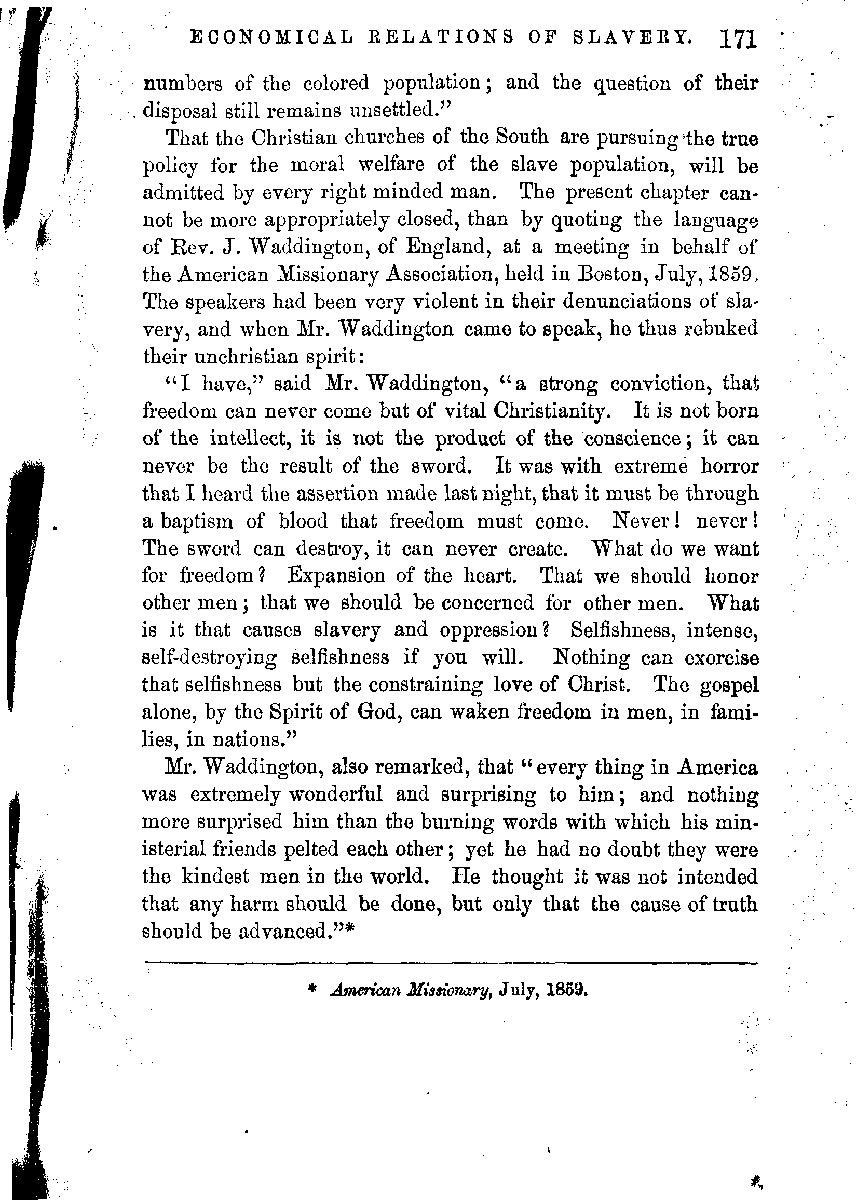 ECONOMICAL RELATIONS OF SLAVERY. 171
numbers of the colored population; and the question of their
disposal still remains unsettled."
That the Christian churches of the South are pursuing the true
policy for the moral welfare of the slave population, will be
admitted by every right minded man. The present chapter can-
not be more appropriately closed, than by quoting the language
of Rev. J. Waddington, of England, at a meeting in behalf of
the American Missionary Association, held in Boston, July, 1859.
The speakers had been very violent in their denunciations of sla-
very, and when Mr. Waddington came to speak, he thus rebuked
their unchristian spirit:
"I have," said Mr. Waddington, "a strong conviction, that
freedom can never come but of vital Christianity. It is not born
of the intellect, it is not the product of the conscience; it can
never be the result of the sword. It was with extreme horror
that I heard the assertion made last night, that it must be through
a baptism of blood that freedom must come. Never! never!
The sword can destroy, it can never create. What do we want
for freedom? Expansion of the heart. That we should honor
other men; that we should be concerned for other men. What
is it that causes slavery and oppression? Selfishness, intense,
self-destroying selfishness if you will. Nothing can exorcise
that selfishness but the constraining love of Christ. The gospel
alone, by the Spirit of God, can waken freedom in men, in fami-
lies, in nations."
Mr. Waddington, also remarked, that "every thing in America
was extremely wonderful and surprising to him; and nothing
more surprised him than the burning words with which his min-
isterial friends pelted each other; yet he had no doubt they were
the kindest men in the world. He thought it was not intended
that any harm should be done, but only that the cause of truth
should be advanced."*
* American Missionary, July, 1859.